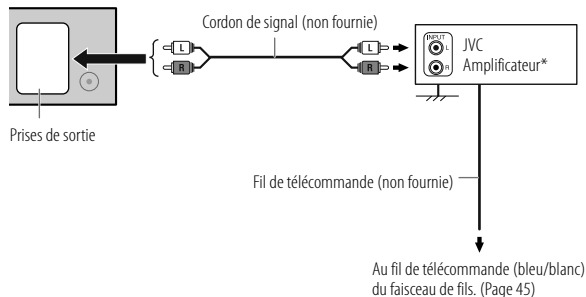 Cordon de signal (non fournie)
L
R
L
R
INPUT
L
R
JVC
Amplificateur*
Prises de sortie
Fil de télécommande (non fournie)
Au fil de télécommande (bleu/blanc)
du faisceau de fils. (Page 45)